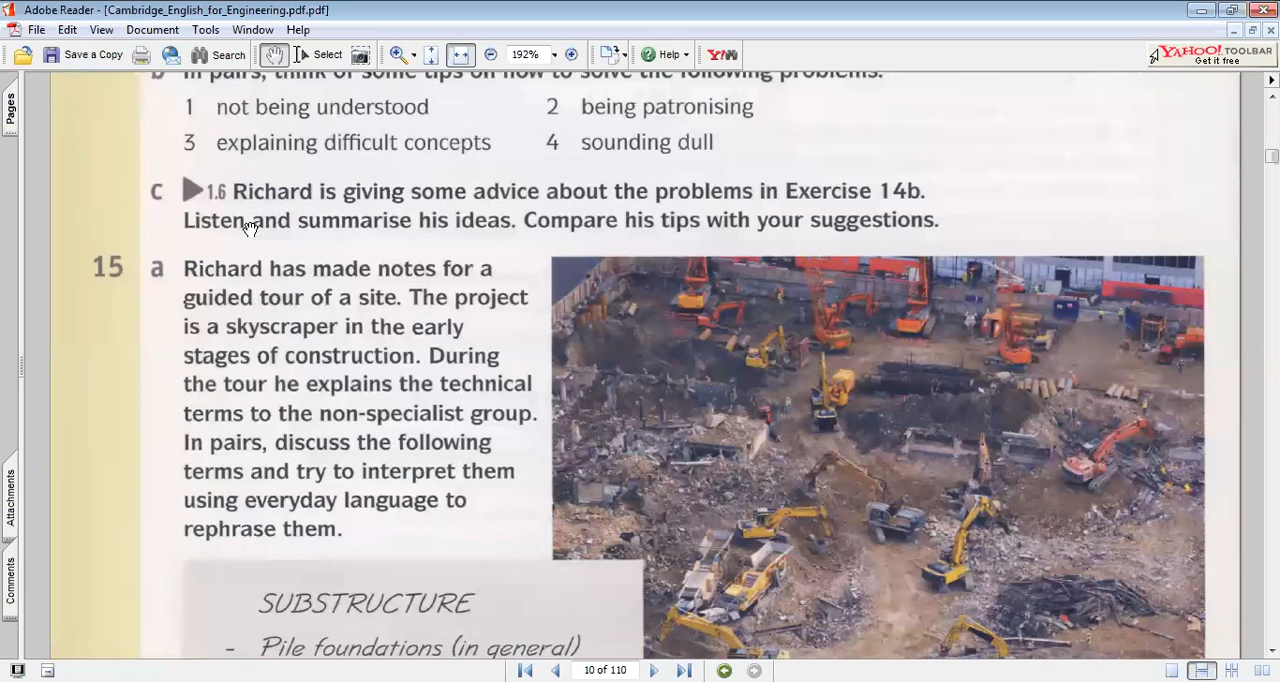 Adobe Reader - [Cambridge_English_for_Engineering.pdf.pdf]
File Edit View Document Tools Window Help
Save a Copy Search Select 192% Help Y!
YAHOO! TOOLBAR
Get it free
Pages
Attachments
Comments
b In pairs, think of some tips on how to solve the following problems.
1 not being understood 2 being patronising
3 explaining difficult concepts 4 sounding dull
c 1.6 Richard is giving some advice about the problems in Exercise 14b.
Listen and summarise his ideas. Compare his tips with your suggestions.
15 a Richard has made notes for a
guided tour of a site. The project
is a skyscraper in the early
stages of construction. During
the tour he explains the technical
terms to the non-specialist group.
In pairs, discuss the following
terms and try to interpret them
using everyday language to
rephrase them.
SUBSTRUCTURE
- Pile foundations (in general)
10 of 110